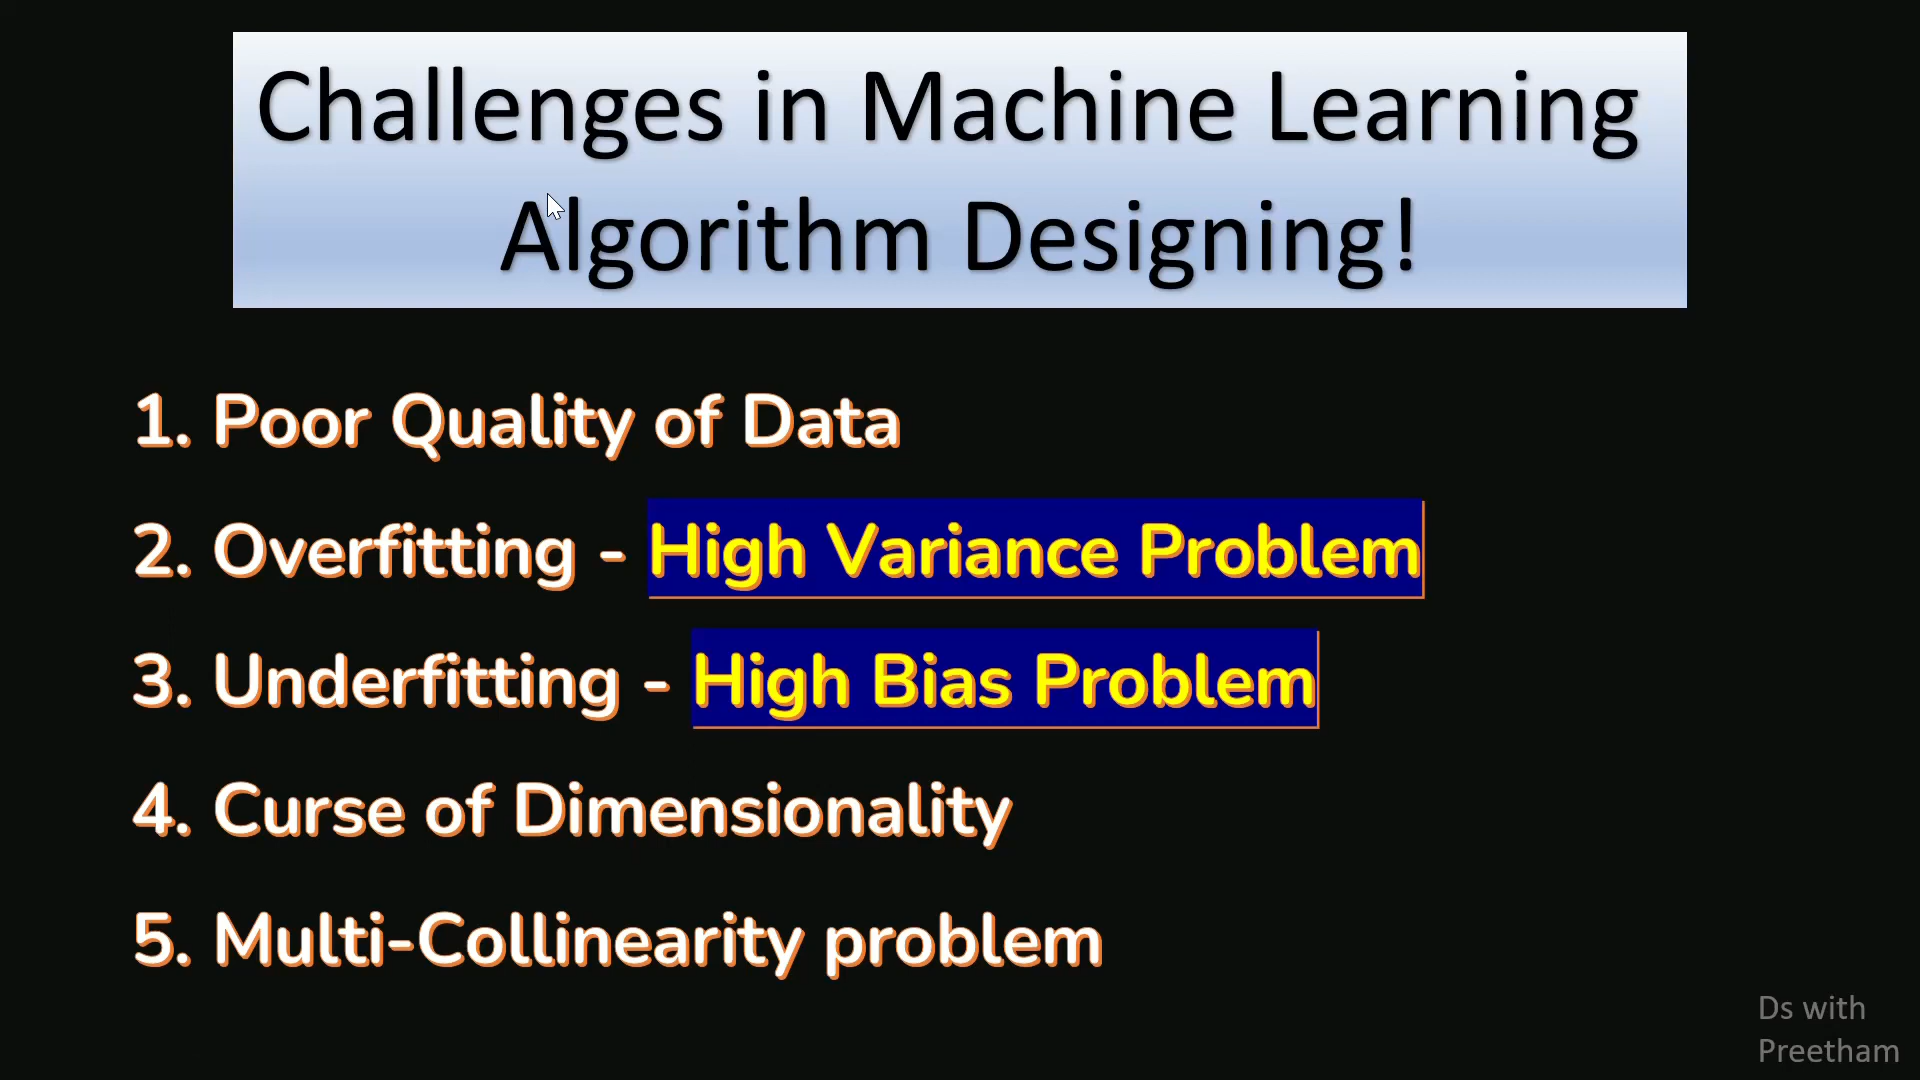 Challenges in Machine Learning
Algorithm Designing!
1. Poor Quality of Data
2. Overfitting - High Variance Problem
3. Underfitting - High Bias Problem
4. Curse of Dimensionality
5. Multi-Collinearity problem
Ds with
Preetham